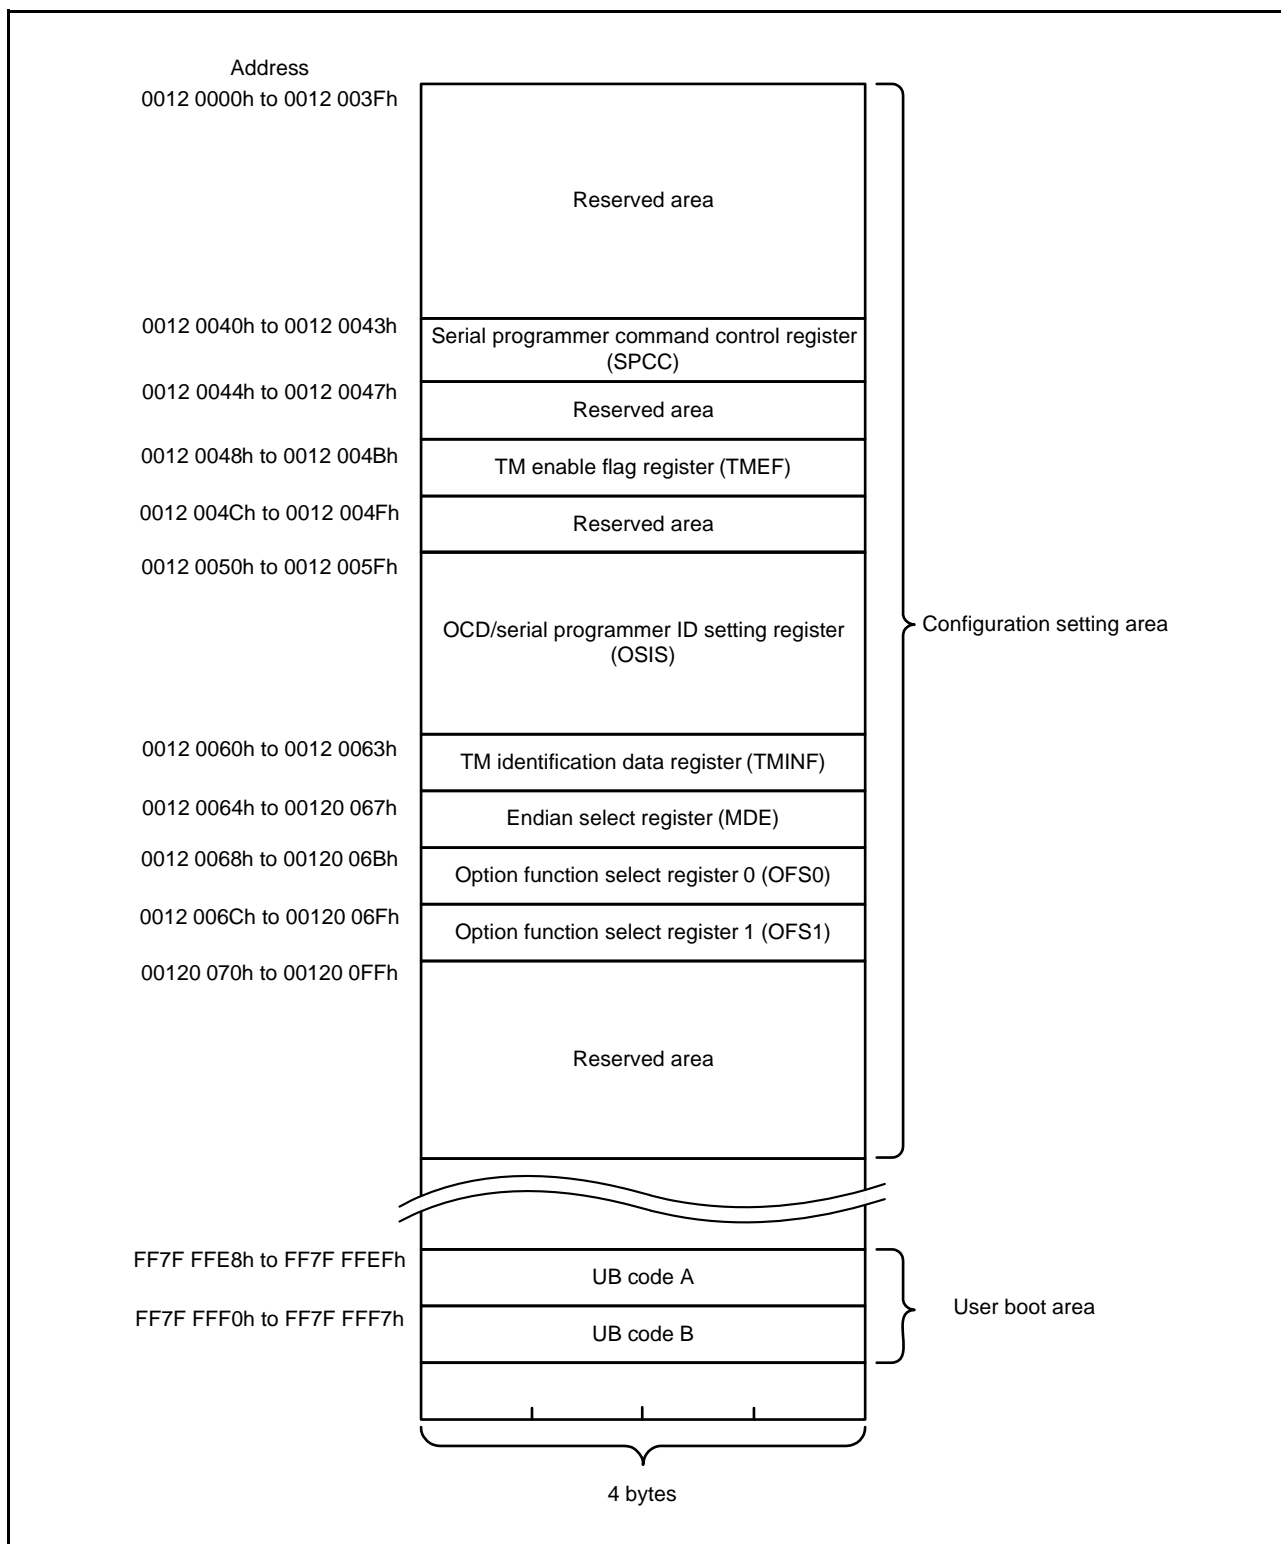 Address
0012 0000h to 0012 003Fh
Reserved area
0012 0040h to 0012 0043h
Serial programmer command control register
(SPCC)
0012 0044h to 0012 0047h
Reserved area
0012 0048h to 0012 004Bh
TM enable flag register (TMEF)
0012 004Ch to 0012 004Fh
Reserved area
0012 0050h to 0012 005Fh
OCD/serial programmer ID setting register
(OSIS)
Configuration setting area
0012 0060h to 0012 0063h
TM identification data register (TMINF)
0012 0064h to 00120 067h
Endian select register (MDE)
0012 0068h to 00120 06Bh
Option function select register 0 (OFS0)
0012 006Ch to 00120 06Fh
Option function select register 1 (OFS1)
00120 070h to 00120 0FFh
Reserved area
FF7F FFE8h to FF7F FFEFh
UB code A
User boot area
FF7F FFF0h to FF7F FFF7h
UB code B
4 bytes